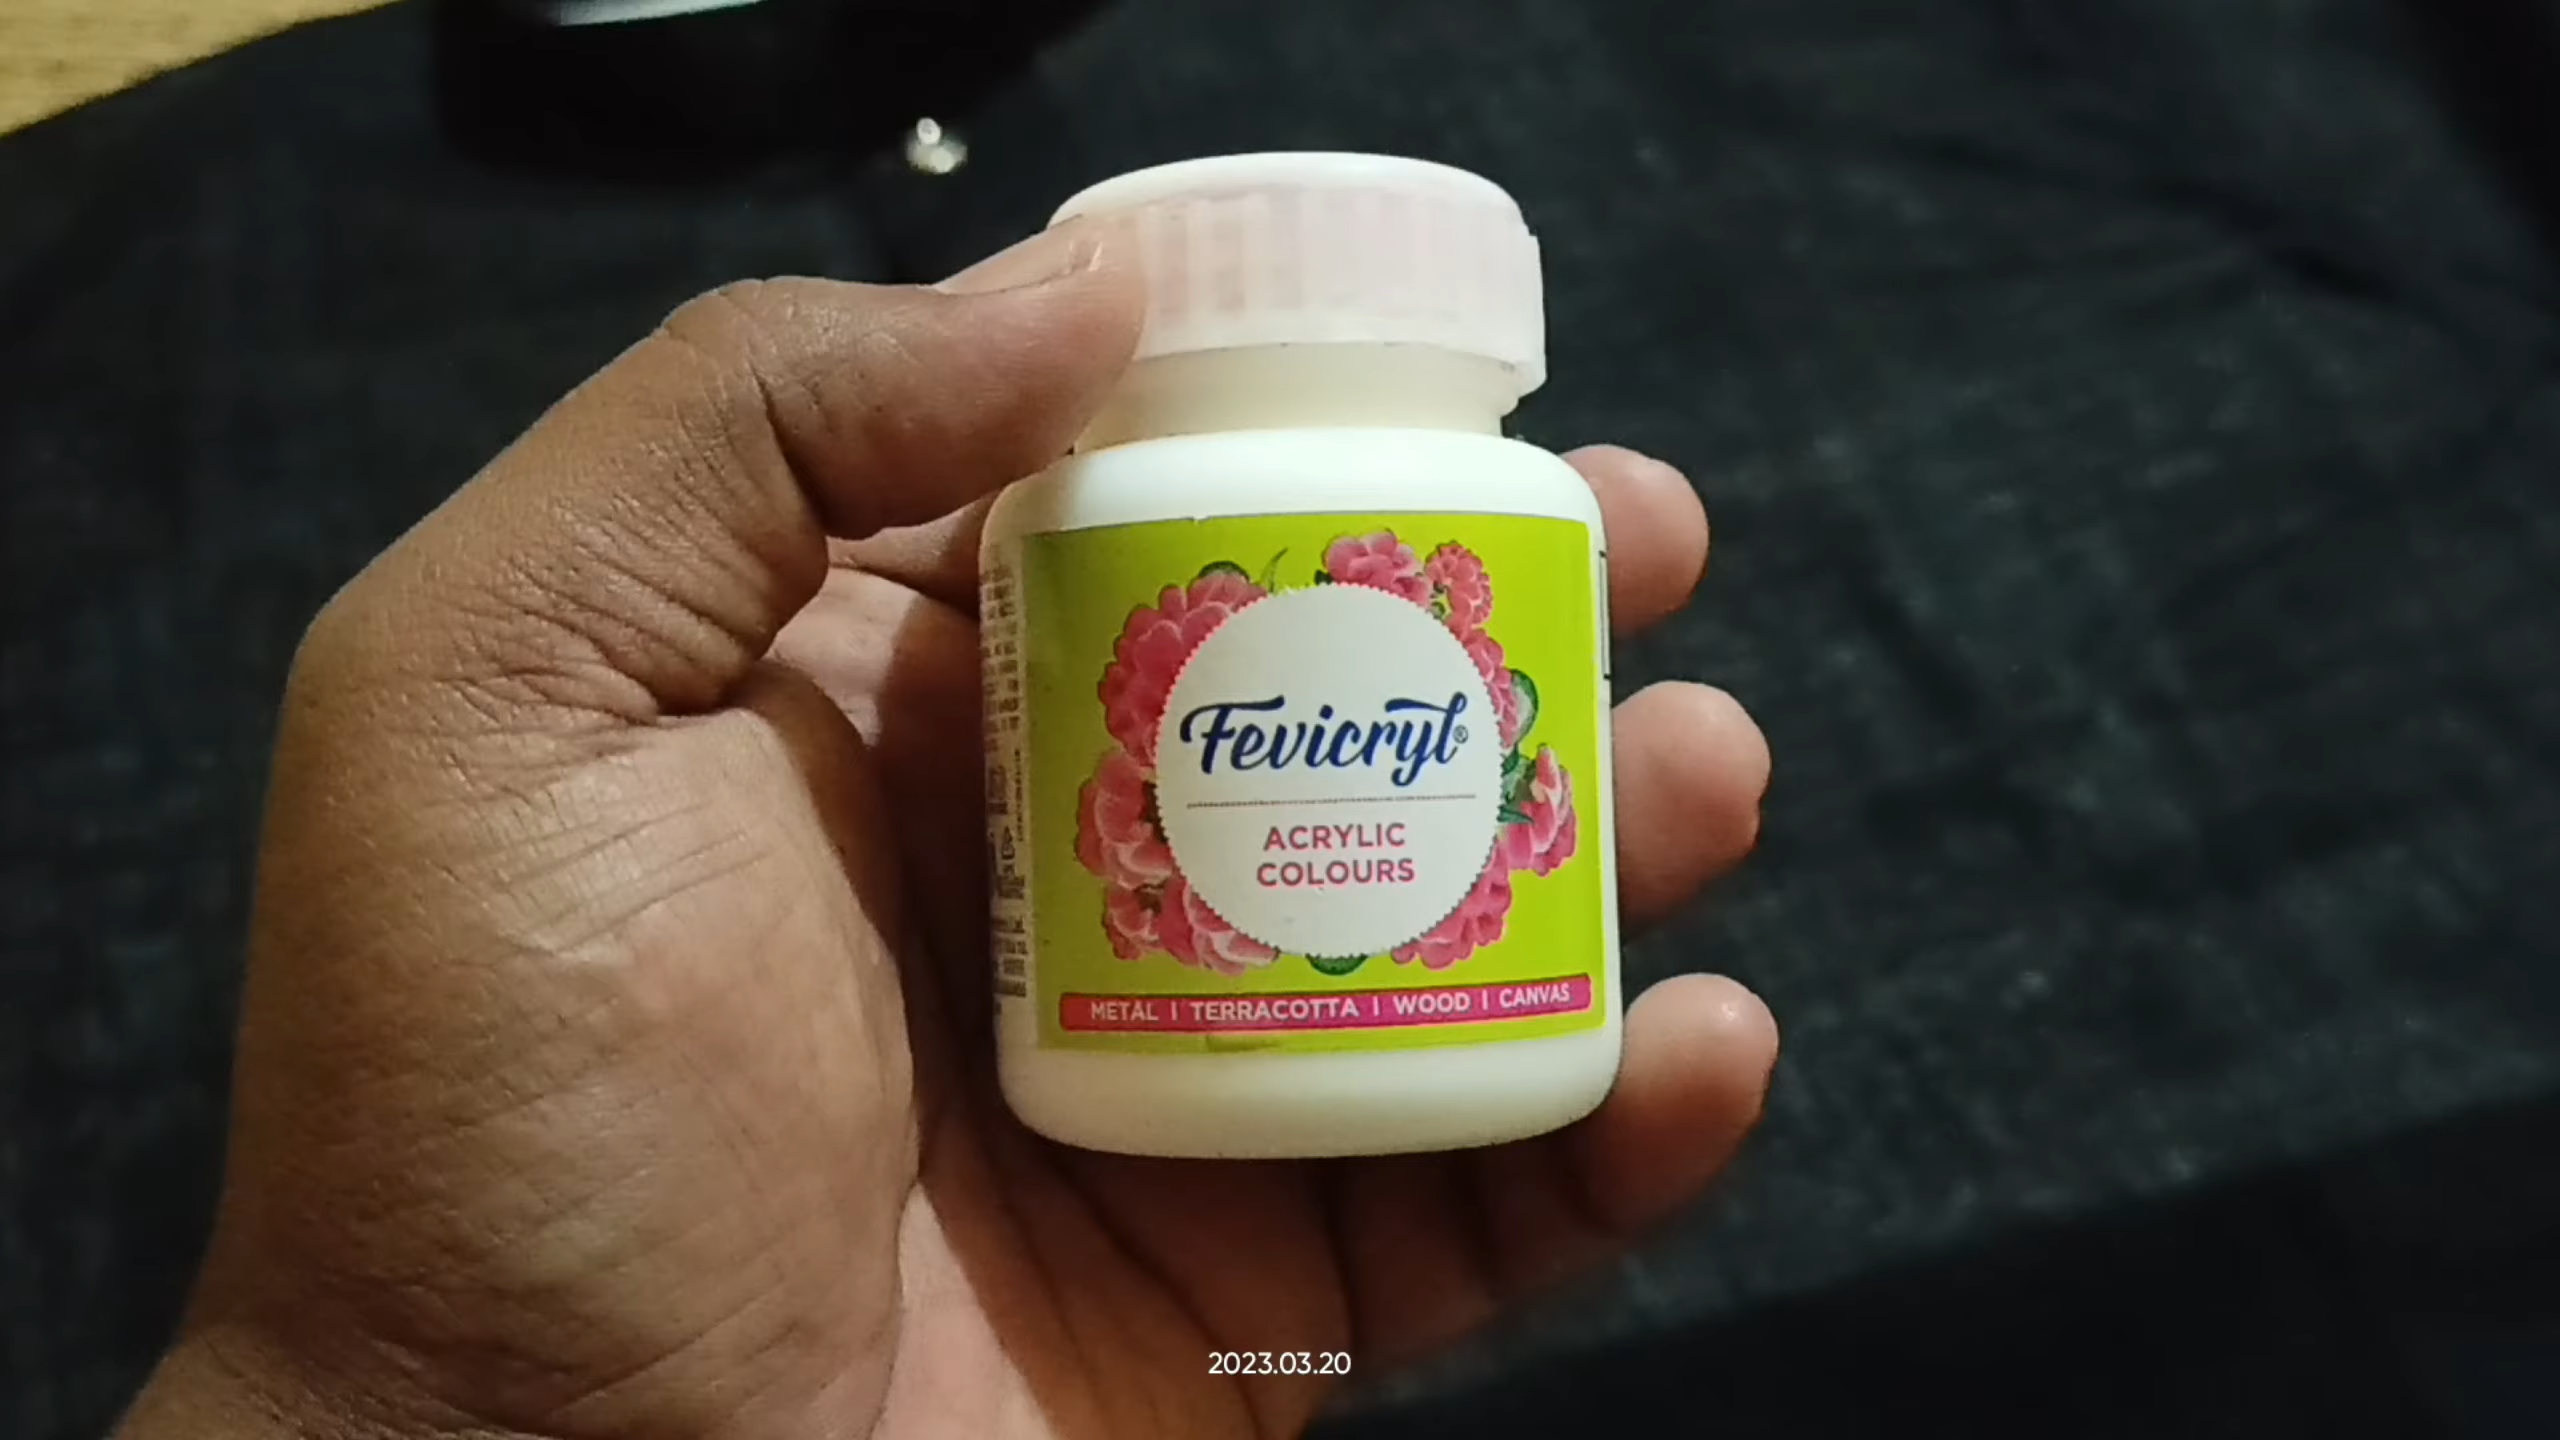 Fevicryl®
ACRYLIC
COLOURS
METAL | TERRACOTTA | WOOD | CANVAS
2023.03.20